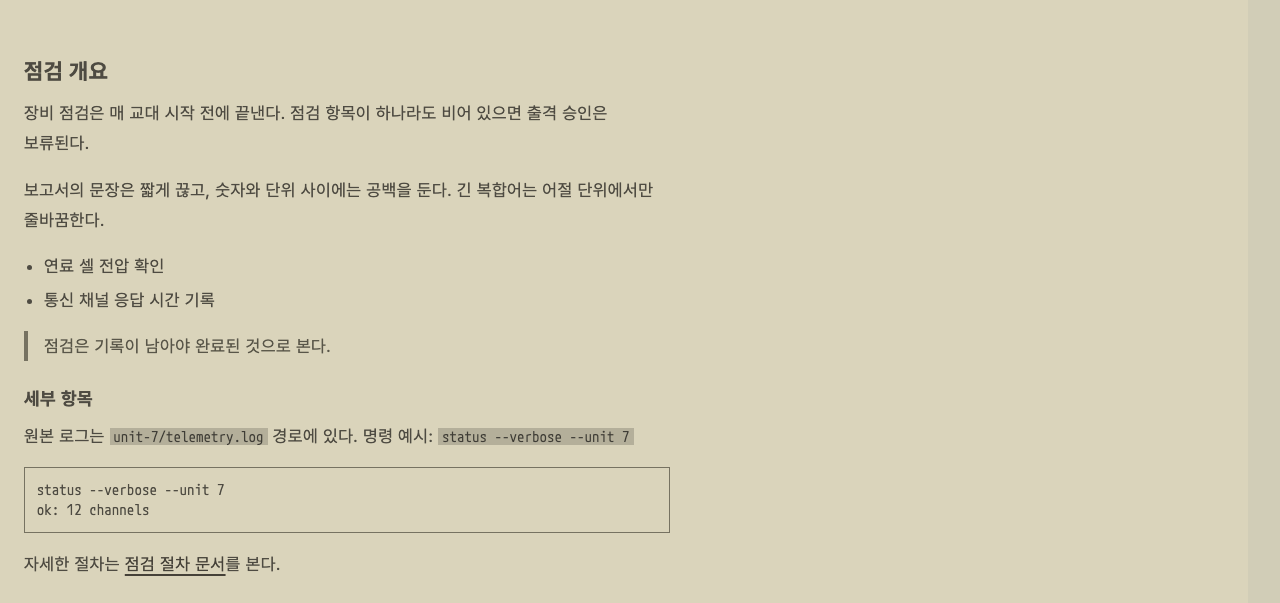 점검 개요
장비 점검은 매 교대 시작 전에 끝낸다. 점검 항목이 하나라도 비어 있으면 출격 승인은
보류된다.
보고서의 문장은 짧게 끊고, 숫자와 단위 사이에는 공백을 둔다. 긴 복합어는 어절 단위에서만
줄바꿈한다.
• 연료 셀 전압 확인
• 통신 채널 응답 시간 기록
점검은 기록이 남아야 완료된 것으로 본다.
세부 항목
원본 로그는 unit-7/telemetry.log 경로에 있다. 명령 예시: status --verbose --unit 7
status --verbose --unit 7
ok: 12 channels
자세한 절차는 점검 절차 문서를 본다.